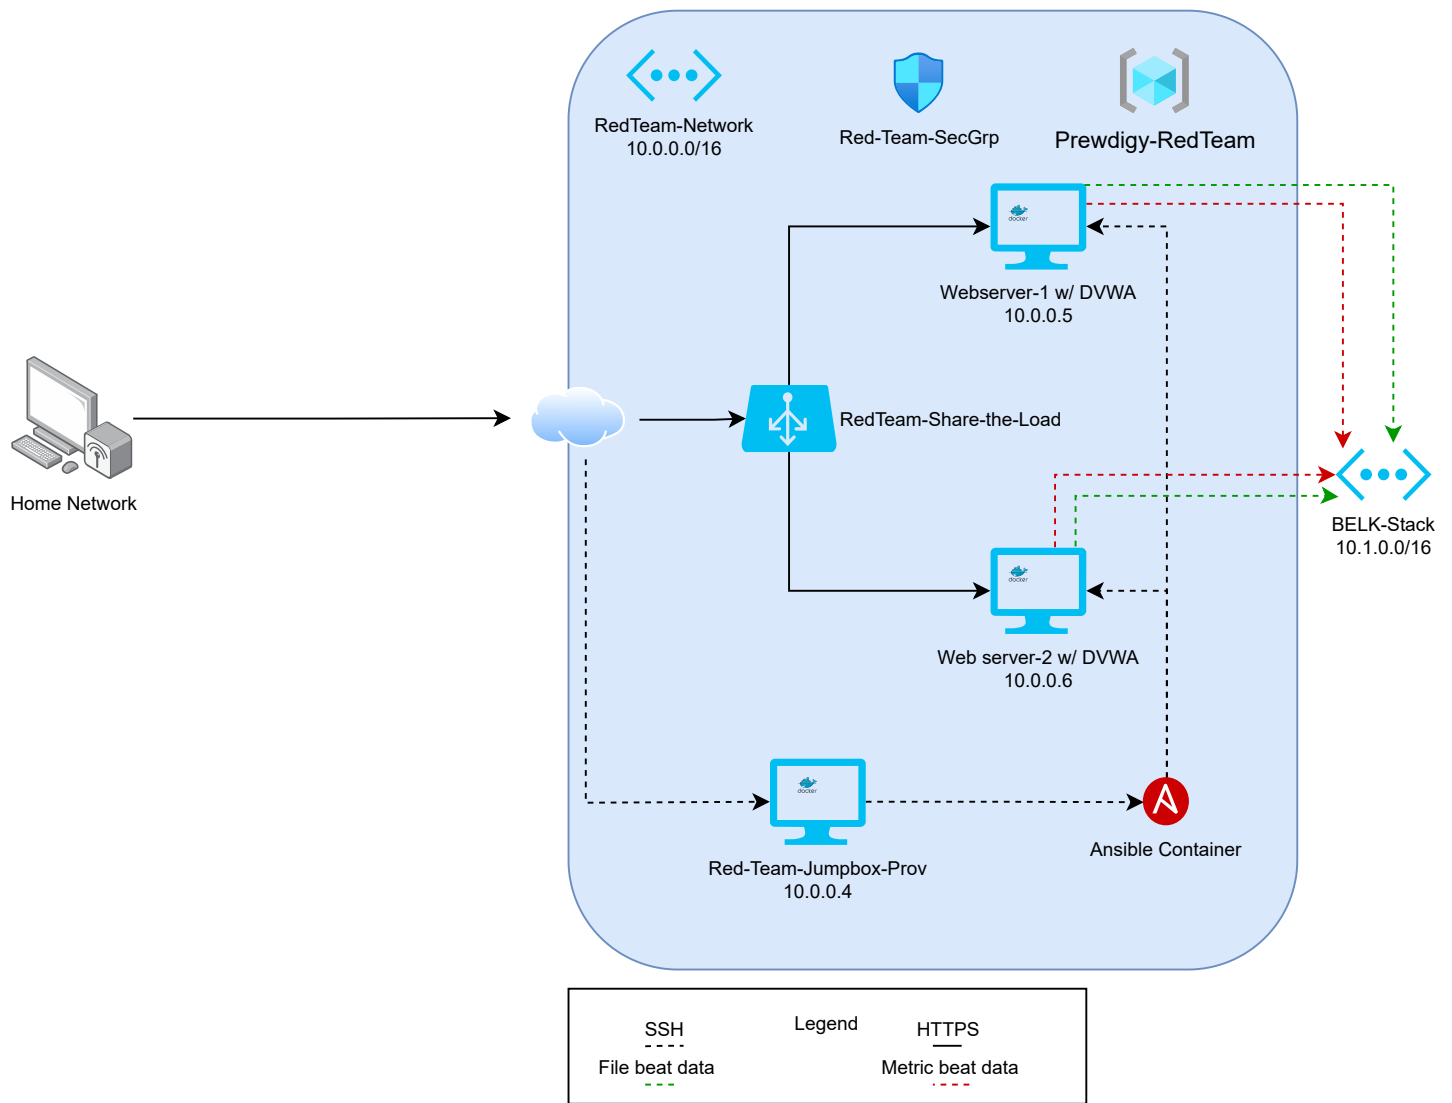 RedTeam-Network
10.0.0.0/16
Red-Team-SecGrp
Prewdigy-RedTeam
docker
Webserver-1 w/ DVWA
10.0.0.5
RedTeam-Share-the-Load
Home Network
BELK-Stack
10.1.0.0/16
docker
Web server-2 w/ DVWA
10.0.0.6
docker
Red-Team-Jumpbox-Prov
10.0.0.4
Ansible Container
Legend
SSH
HTTPS
File beat data
Metric beat data